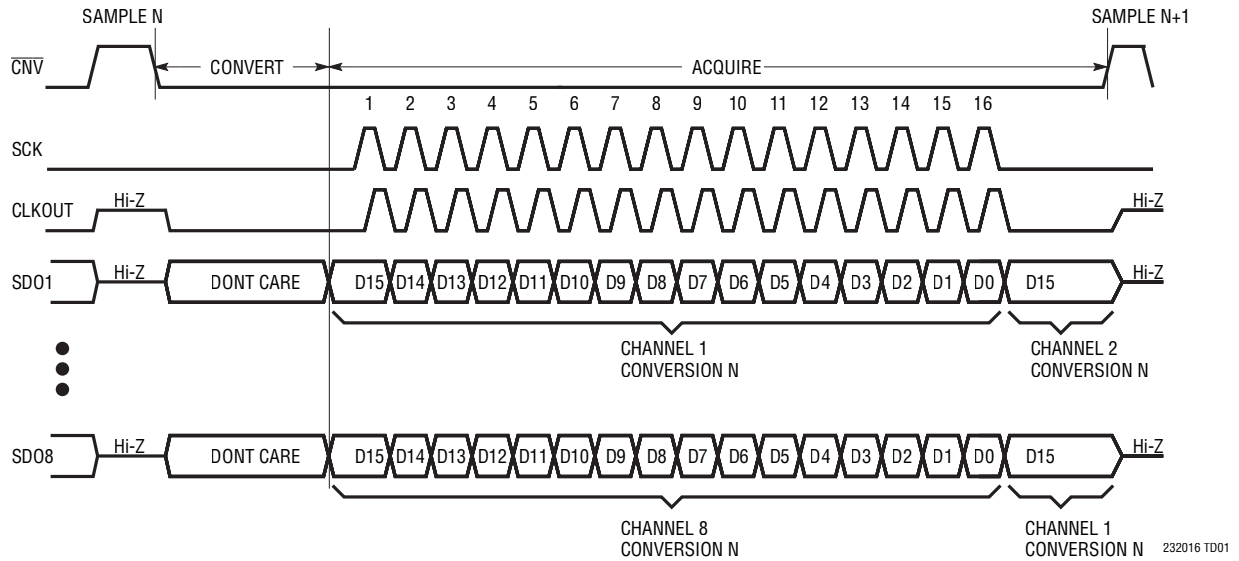 SAMPLE N SAMPLE N+1
CNV CONVERT ACQUIRE
1 2 3 4 5 6 7 8 9 10 11 12 13 14 15 16
SCK
CLKOUT Hi-Z Hi-Z
SDO1 Hi-Z DONT CARE D15 D14 D13 D12 D11 D10 D9 D8 D7 D6 D5 D4 D3 D2 D1 D0 D15 Hi-Z
CHANNEL 1 CHANNEL 2
CONVERSION N CONVERSION N
SDO8 Hi-Z DONT CARE D15 D14 D13 D12 D11 D10 D9 D8 D7 D6 D5 D4 D3 D2 D1 D0 D15 Hi-Z
CHANNEL 8 CHANNEL 1
CONVERSION N CONVERSION N 232016 TD01